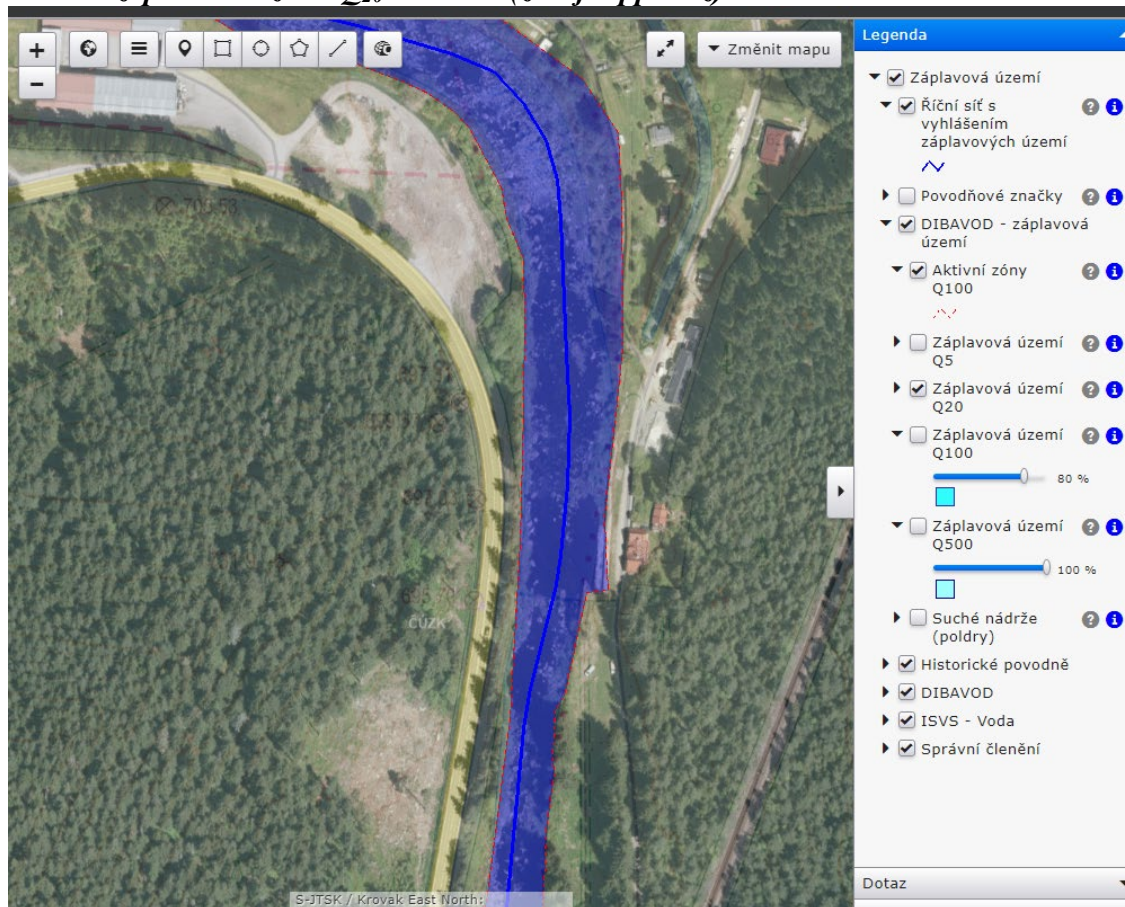 Změnit mapu
Legenda
Záplavová území
Říční síť s
vyhlášením
záplavových území
Povodňové značky
DIBAVOD - záplavová
území
Aktivní zóny
Q100
Záplavová území
Q5
Záplavová území
Q20
Záplavová území
Q100
80 %
Záplavová území
Q500
100 %
Suché nádrže
(poldry)
Historické povodně
DIBAVOD
ISVS - Voda
Správní členění
ČÚZK
S-JTSK / Krovak East North:
Dotaz